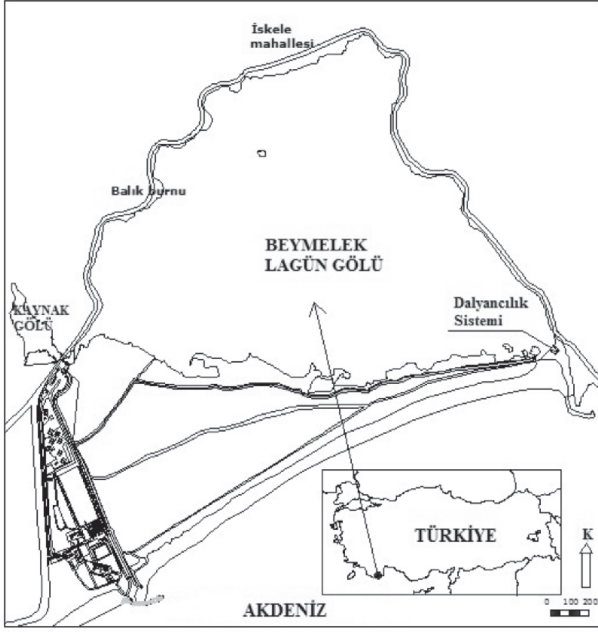 İskele
mahallesi
Balık burnu
BEYMELEK
LAGÜN GÖLÜ
KAYNAK
GÖLÜ
Dalyancılık
Sistemi
TÜRKİYE
K
0 100 200
AKDENİZ